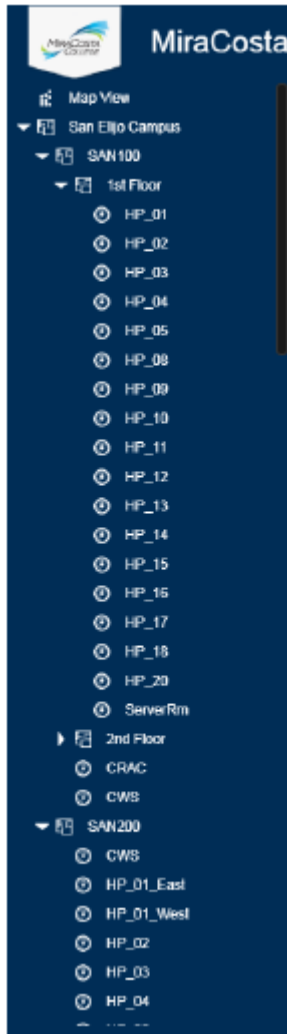 MiraCosta
COLLEGE
MiraCosta
Map View
San Elijo Campus
SAN100
1st Floor
HP_01
HP_02
HP_03
HP_04
HP_05
HP_08
HP_09
HP_10
HP_11
HP_12
HP_13
HP_14
HP_15
HP_16
HP_17
HP_18
HP_20
ServerRm
2nd Floor
CRAC
CWS
SAN200
CWS
HP_01_East
HP_01_West
HP_02
HP_03
HP_04